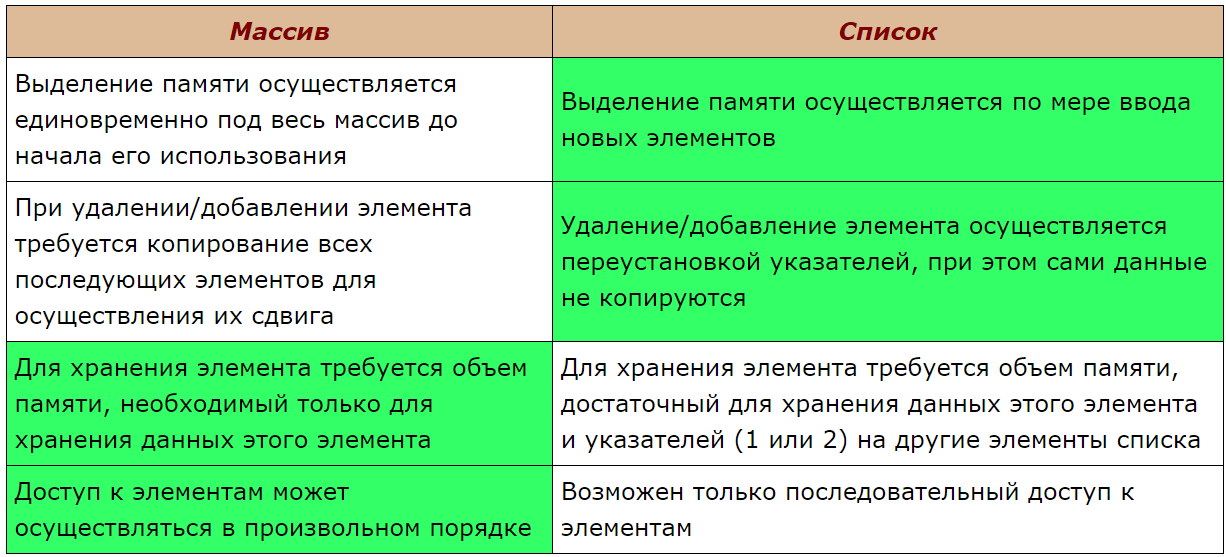 Массив
Список
Выделение памяти осуществляется
единовременно под весь массив до
начала его использования
Выделение памяти осуществляется по мере ввода
новых элементов
При удалении/добавлении элемента
требуется копирование всех
последующих элементов для
осуществления их сдвига
Удаление/добавление элемента осуществляется
переустановкой указателей, при этом сами данные
не копируются
Для хранения элемента требуется объем
памяти, необходимый только для
хранения данных этого элемента
Для хранения элемента требуется объем памяти,
достаточный для хранения данных этого элемента
и указателей (1 или 2) на другие элементы списка
Доступ к элементам может
осуществляться в произвольном порядке
Возможен только последовательный доступ к
элементам